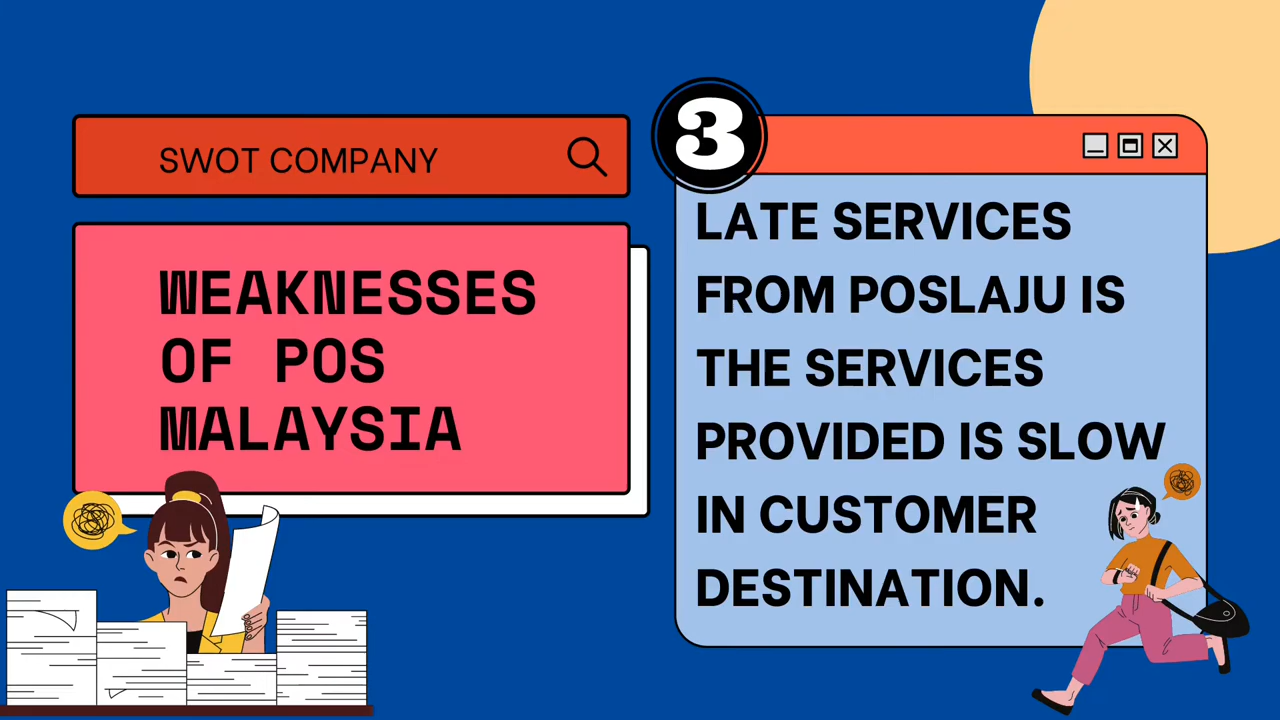 SWOT COMPANY
WEAKNESSES
OF POS
MALAYSIA
3
LATE SERVICES
FROM POSLAJU IS
THE SERVICES
PROVIDED IS SLOW
IN CUSTOMER
DESTINATION.